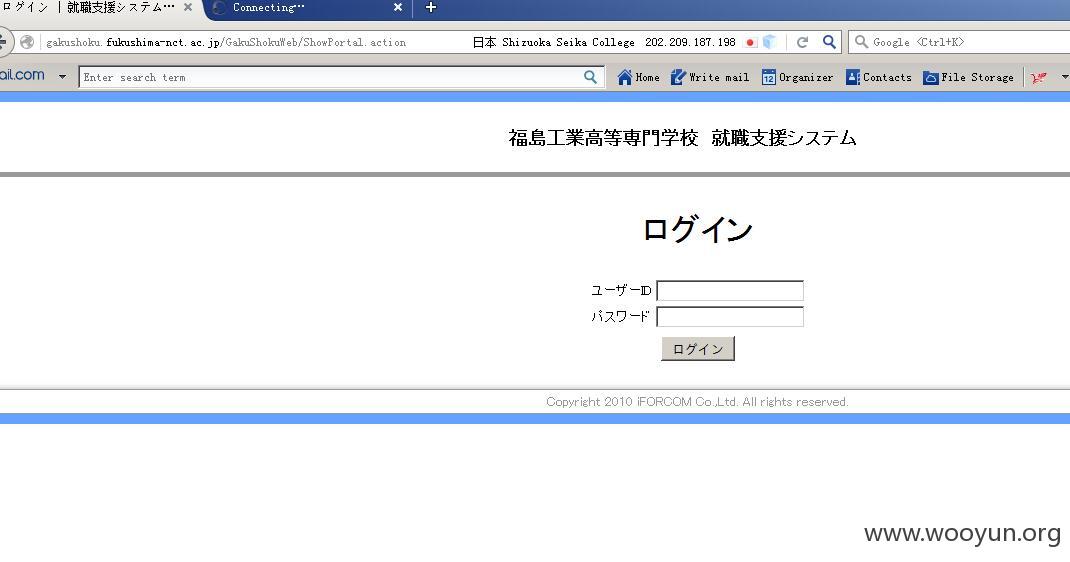 ログイン | 就職支援システム… × Connecting… × +
gakushoku.fukushima-nct.ac.jp/GakuShokuWeb/ShowPortal.action 日本 Shizuoka Seika College 202.209.187.198 Google <Ctrl+K>
ail.com Enter search term Home Write mail 12 Organizer Contacts File Storage
福島工業高等専門学校 就職支援システム
ログイン
ユーザーID
パスワード
ログイン
Copyright 2010 iFORCOM Co.,Ltd. All rights reserved.
www.wooyun.org